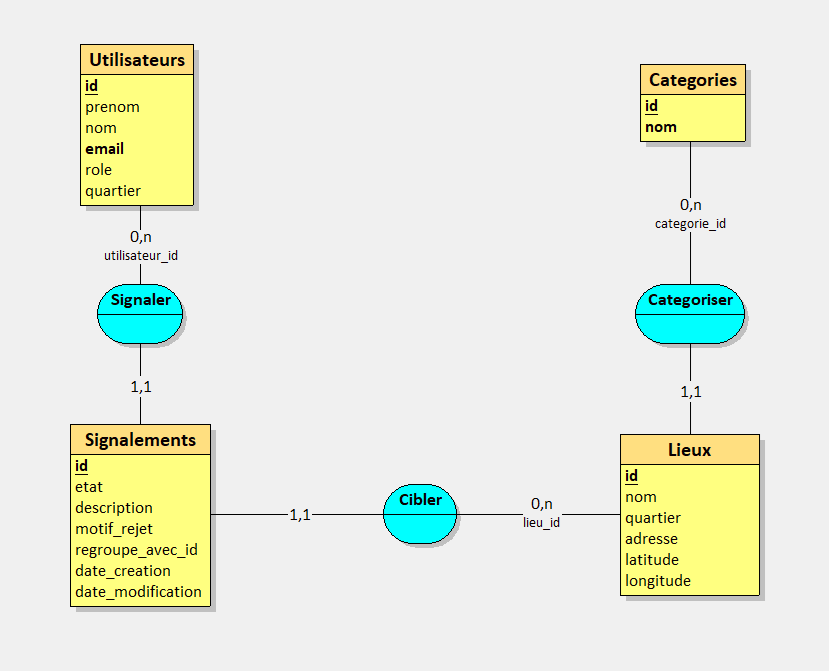 Utilisateurs
id
prenom
nom
email
role
quartier
0,n
utilisateur_id
Signaler
1,1
Signalements
id
etat
description
motif_rejet
regroupe_avec_id
date_creation
date_modification
1,1
Cibler
0,n
lieu_id
Categories
id
nom
0,n
categorie_id
Categoriser
1,1
Lieux
id
nom
quartier
adresse
latitude
longitude